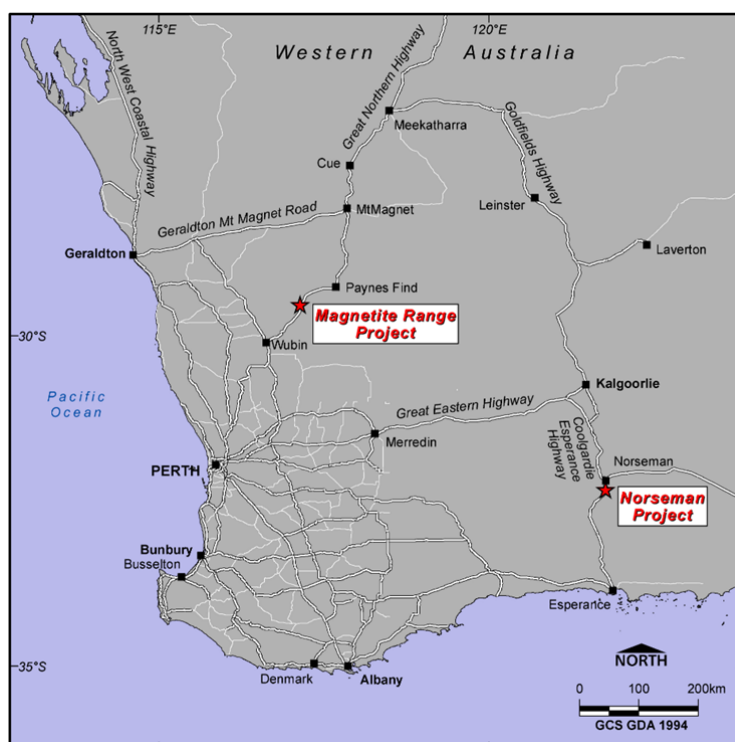 115°E
120°E
Western Australia
North West Coastal Highway
Great Northern Highway
Meekatharra
Goldfields Highway
Cue
Geraldton Mt Magnet Road
MtMagnet
Leinster
Geraldton
Laverton
Paynes Find
Magnetite Range
Project
30°S
Wubin
Pacific
Ocean
Kalgoorlie
Great Eastern Highway
Merredin
Coolgardie
Esperance
Highway
PERTH
Norseman
Norseman
Project
Bunbury
Busselton
Esperance
35°S
Denmark
Albany
NORTH
0 100 200km
GCS GDA 1994